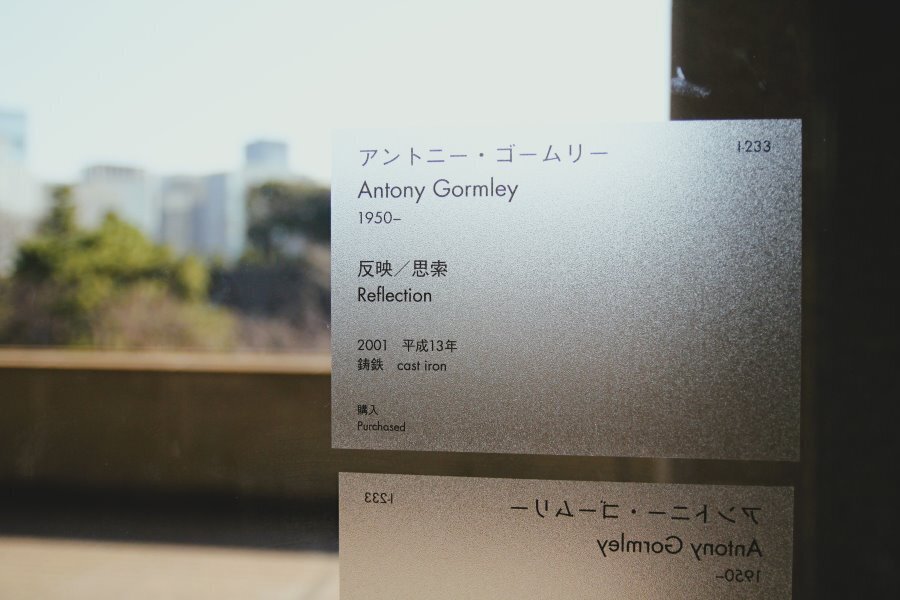 アントニー・ゴームリー
I-233
Antony Gormley
1950–
反映／思索
Reflection
2001　平成13年
鋳鉄　cast iron
購入
Purchased
アントニー・ゴームリー
I-233
Antony Gormley
1950–